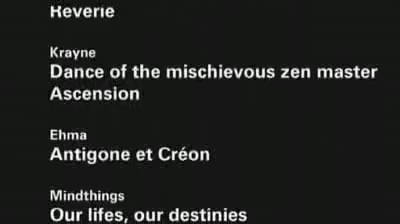 Reverie
Krayne
Dance of the mischievous zen master
Ascension
Ehma
Antigone et Créon
Mindthings
Our lifes, our destinies